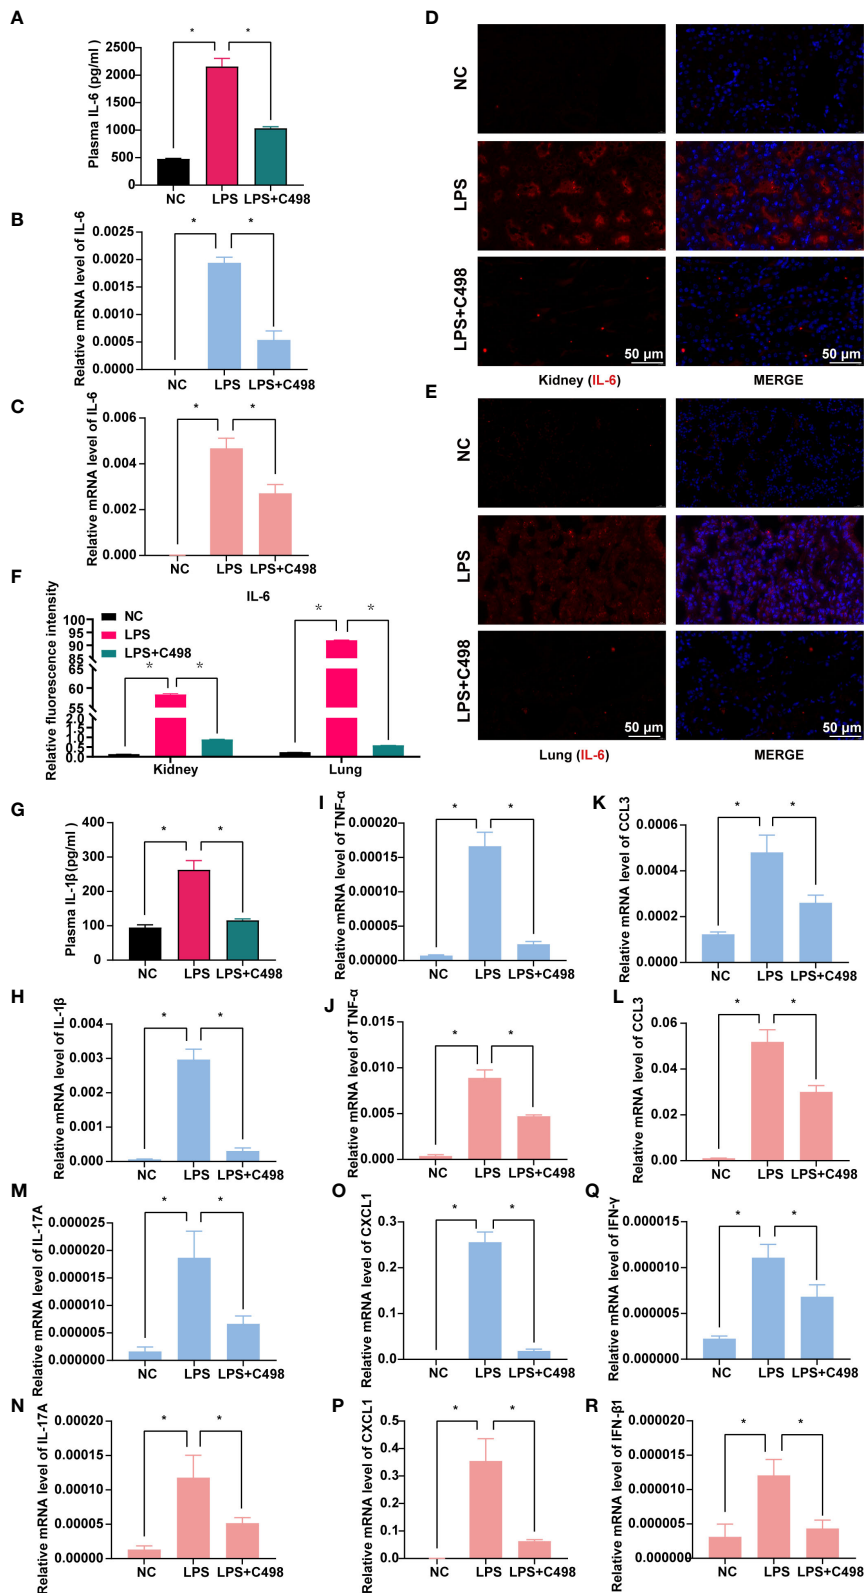 A
Plasma IL-6 (pg/ml)
2500
2000
1500
1000
500
0
* *
NC LPS LPS+C498
B
Relative mRNA level of IL-6
0.0025
0.0020
0.0015
0.0010
0.0005
0.0000
* *
NC LPS LPS+C498
C
Relative mRNA level of IL-6
0.006
0.004
0.002
0.000
* *
NC LPS LPS+C498
D
NC
LPS
LPS+C498
50 μm 50 μm
Kidney (IL-6) MERGE
E
NC
LPS
LPS+C498
50 μm 50 μm
Lung (IL-6) MERGE
F
IL-6
Relative fluorescence intensity
NC
LPS
LPS+C498
100
95
90
85
65
60
55
2.0
1.5
1.0
0.5
0.0
* * * *
Kidney Lung
G
Plasma IL-1β (pg/ml)
400
300
200
100
0
* *
NC LPS LPS+C498
H
Relative mRNA level of IL-1β
0.004
0.003
0.002
0.001
0.000
* *
NC LPS LPS+C498
I
Relative mRNA level of TNF-α
0.00020
0.00015
0.00010
0.00005
0.00000
* *
NC LPS LPS+C498
J
Relative mRNA level of TNF-α
0.015
0.010
0.005
0.000
* *
NC LPS LPS+C498
K
Relative mRNA level of CCL3
0.0006
0.0004
0.0002
0.0000
* *
NC LPS LPS+C498
L
Relative mRNA level of CCL3
0.06
0.04
0.02
0.00
* *
NC LPS LPS+C498
M
Relative mRNA level of IL-17A
0.000025
0.000020
0.000015
0.000010
0.000005
0.000000
* *
NC LPS LPS+C498
N
Relative mRNA level of IL-17A
0.00020
0.00015
0.00010
0.00005
0.00000
* *
NC LPS LPS+C498
O
Relative mRNA level of CXCL1
0.3
0.2
0.1
0.0
* *
NC LPS LPS+C498
P
Relative mRNA level of CXCL1
0.5
0.4
0.3
0.2
0.1
0.0
* *
NC LPS LPS+C498
Q
Relative mRNA level of IFN-γ
0.000015
0.000010
0.000005
0.000000
* *
NC LPS LPS+C498
R
Relative mRNA level of IFN-β1
0.000020
0.000015
0.000010
0.000005
0.000000
* *
NC LPS LPS+C498